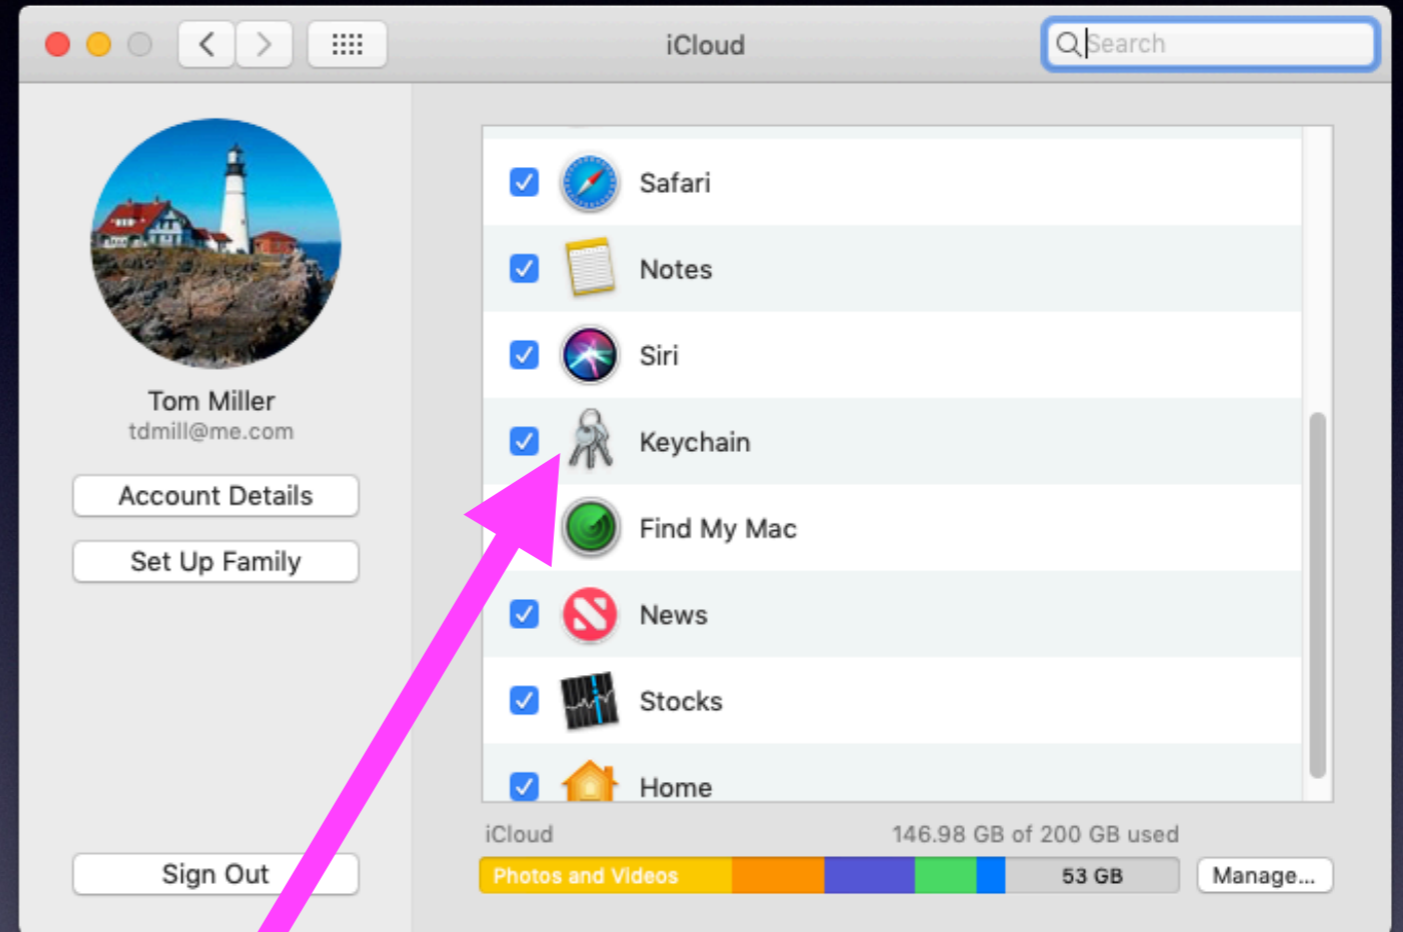 iCloud
Search
Safari
Notes
Siri
Keychain
Find My Mac
News
Stocks
Home
Tom Miller
tdmill@me.com
Account Details
Set Up Family
Sign Out
iCloud
146.98 GB of 200 GB used
Photos and Videos
53 GB
Manage...